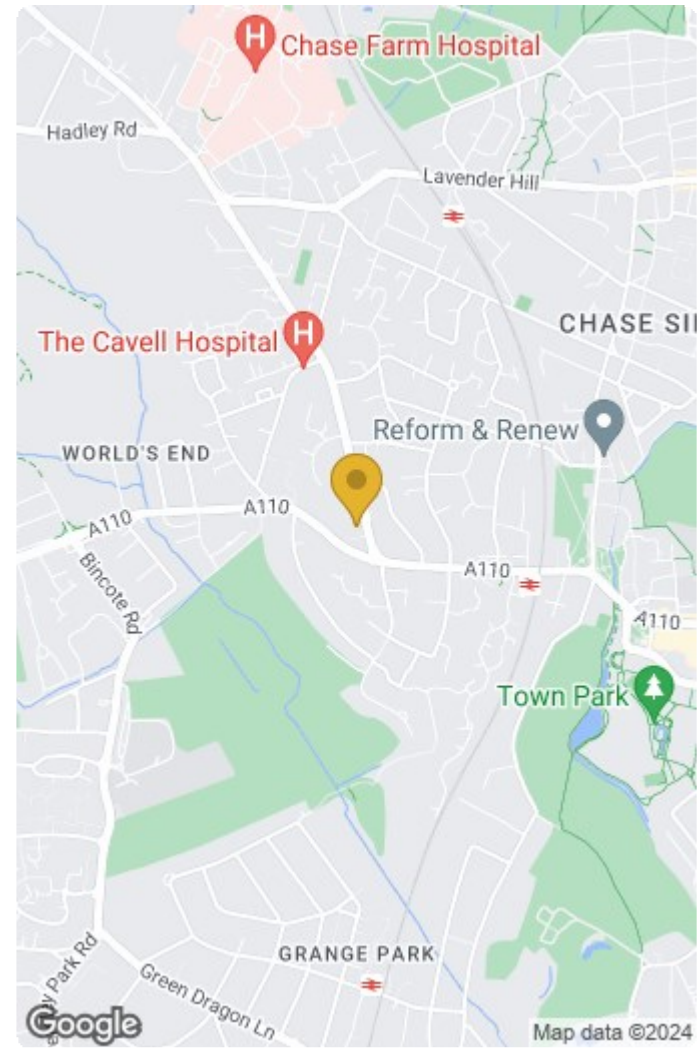 H
Chase Farm Hospital
Hadley Rd
Lavender Hill
CHASE SI
The Cavell Hospital
H
Reform & Renew
WORLD'S END
A110
A110
Bincote Rd
A110
A110
Town Park
GRANGE PARK
Green Dragon Ln
Park Rd
Google
Map data ©2024